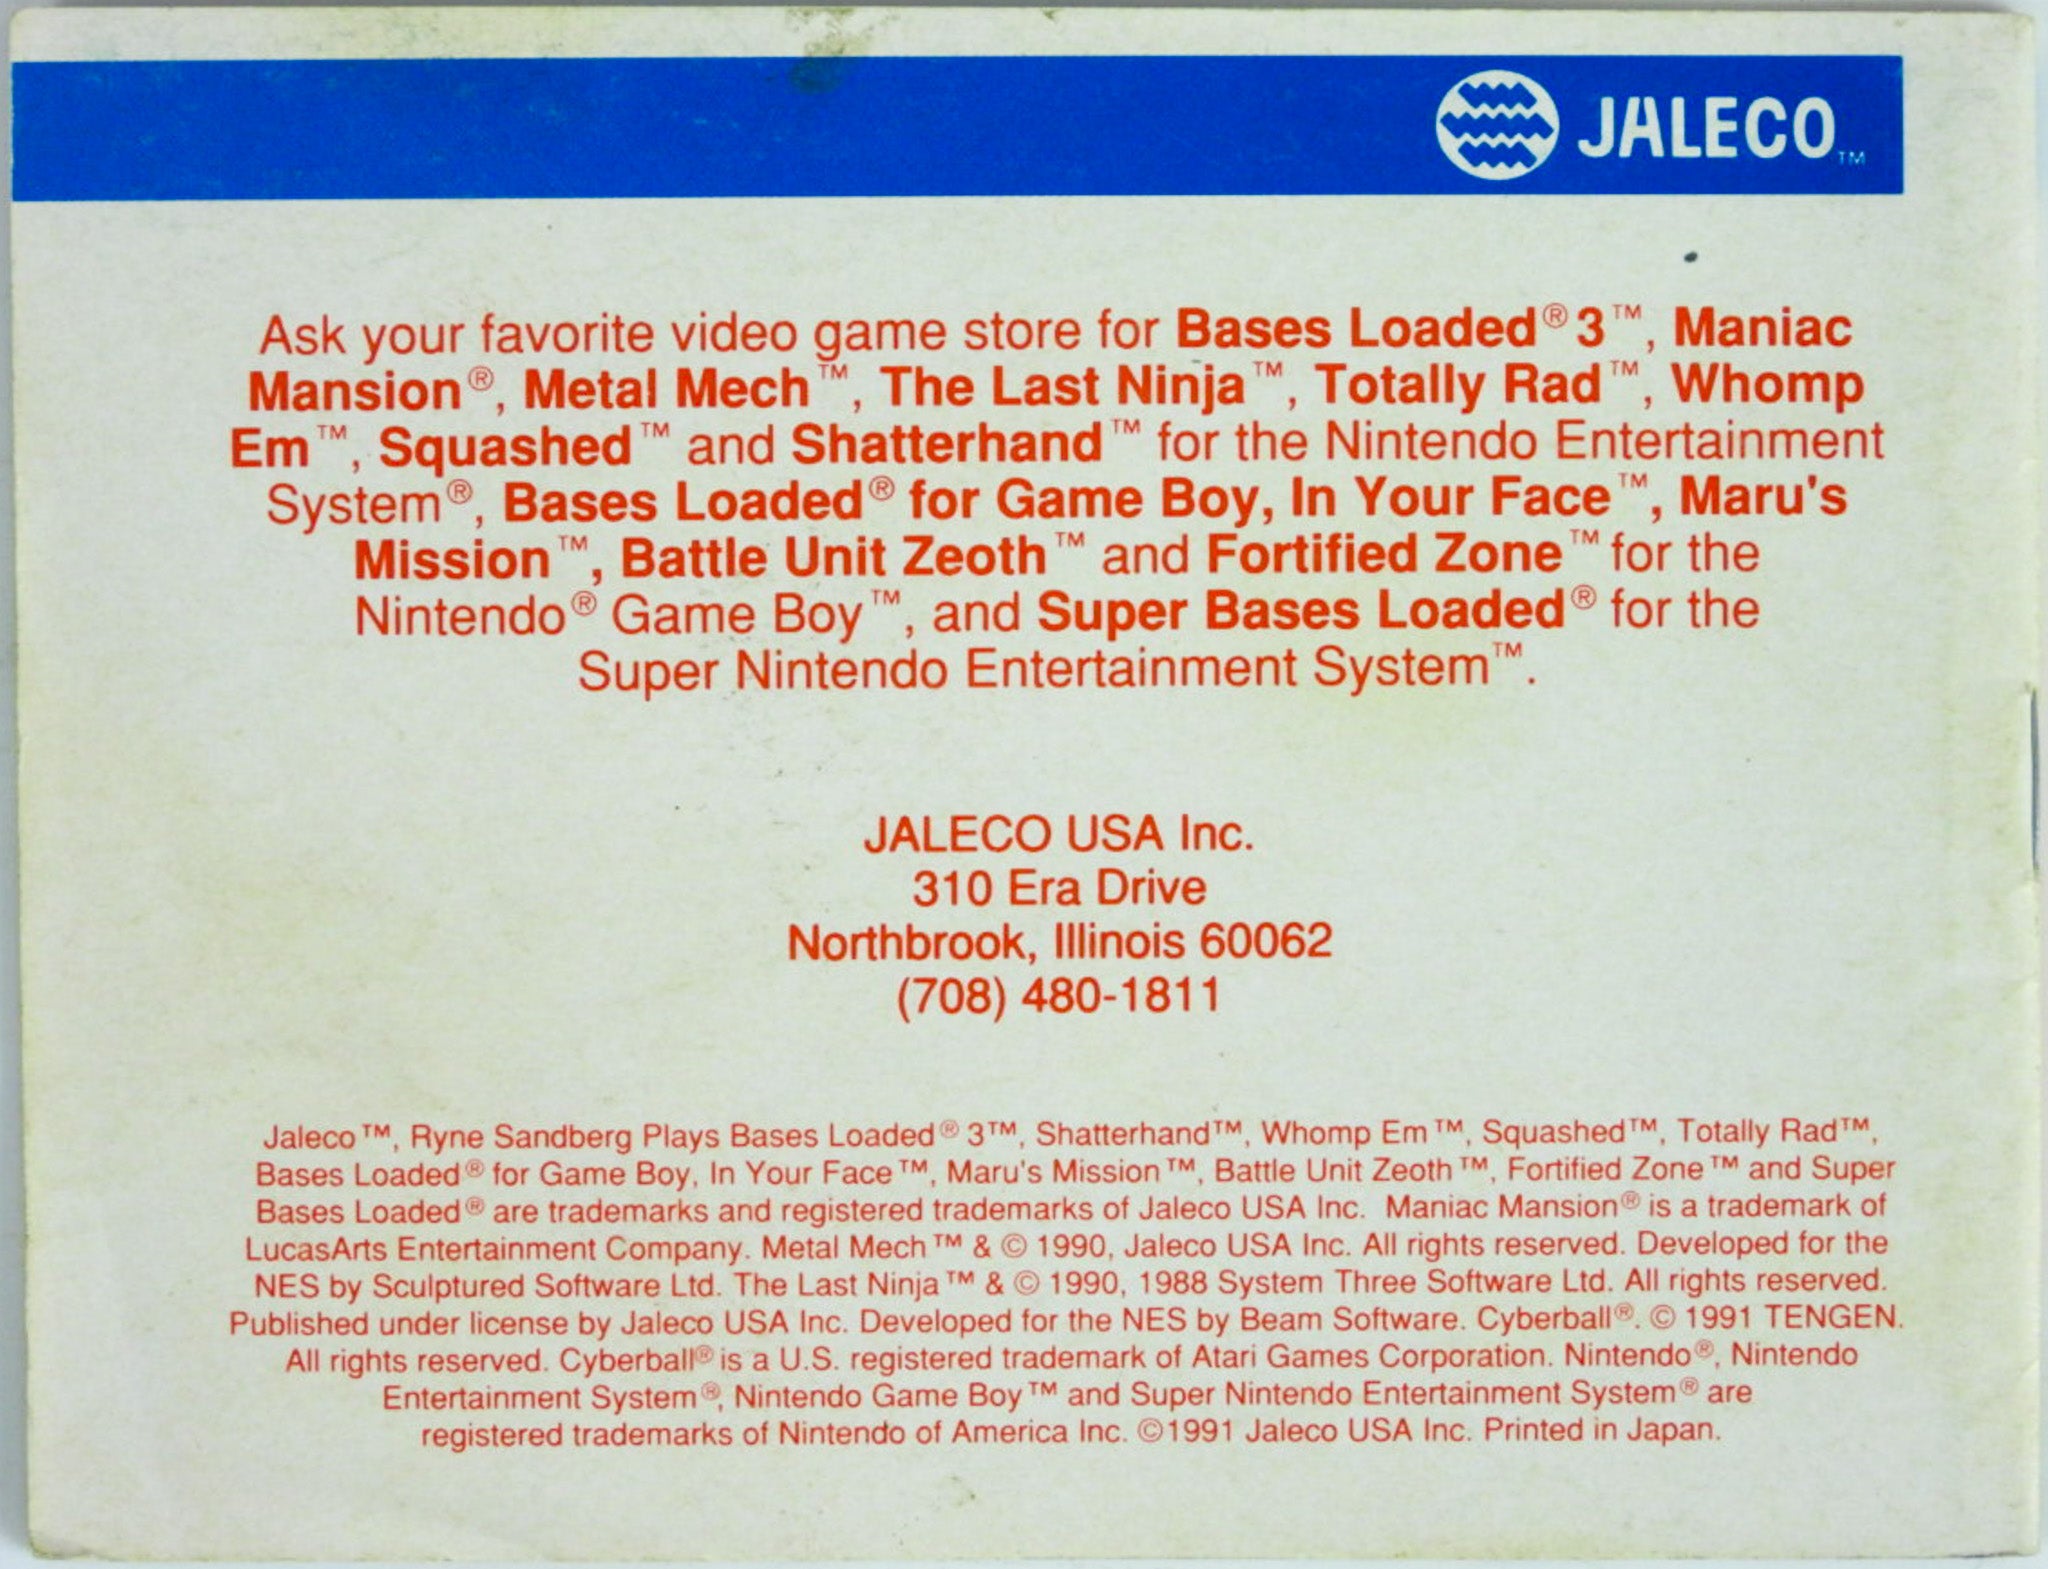 JALECO™
Ask your favorite video game store for Bases Loaded® 3™, Maniac
Mansion®, Metal Mech™, The Last Ninja™, Totally Rad™, Whomp
Em™, Squashed™ and Shatterhand™ for the Nintendo Entertainment
System®, Bases Loaded® for Game Boy, In Your Face™, Maru's
Mission™, Battle Unit Zeoth™ and Fortified Zone™ for the
Nintendo® Game Boy™, and Super Bases Loaded® for the
Super Nintendo Entertainment System™.
JALECO USA Inc.
310 Era Drive
Northbrook, Illinois 60062
(708) 480-1811
Jaleco™, Ryne Sandberg Plays Bases Loaded® 3™, Shatterhand™, Whomp Em™, Squashed™, Totally Rad™,
Bases Loaded® for Game Boy, In Your Face™, Maru's Mission™, Battle Unit Zeoth™, Fortified Zone™ and Super
Bases Loaded® are trademarks and registered trademarks of Jaleco USA Inc. Maniac Mansion® is a trademark of
LucasArts Entertainment Company. Metal Mech™ & © 1990, Jaleco USA Inc. All rights reserved. Developed for the
NES by Sculptured Software Ltd. The Last Ninja™ & © 1990, 1988 System Three Software Ltd. All rights reserved.
Published under license by Jaleco USA Inc. Developed for the NES by Beam Software. Cyberball®. © 1991 TENGEN.
All rights reserved. Cyberball® is a U.S. registered trademark of Atari Games Corporation. Nintendo®, Nintendo
Entertainment System®, Nintendo Game Boy™ and Super Nintendo Entertainment System® are
registered trademarks of Nintendo of America Inc. ©1991 Jaleco USA Inc. Printed in Japan.